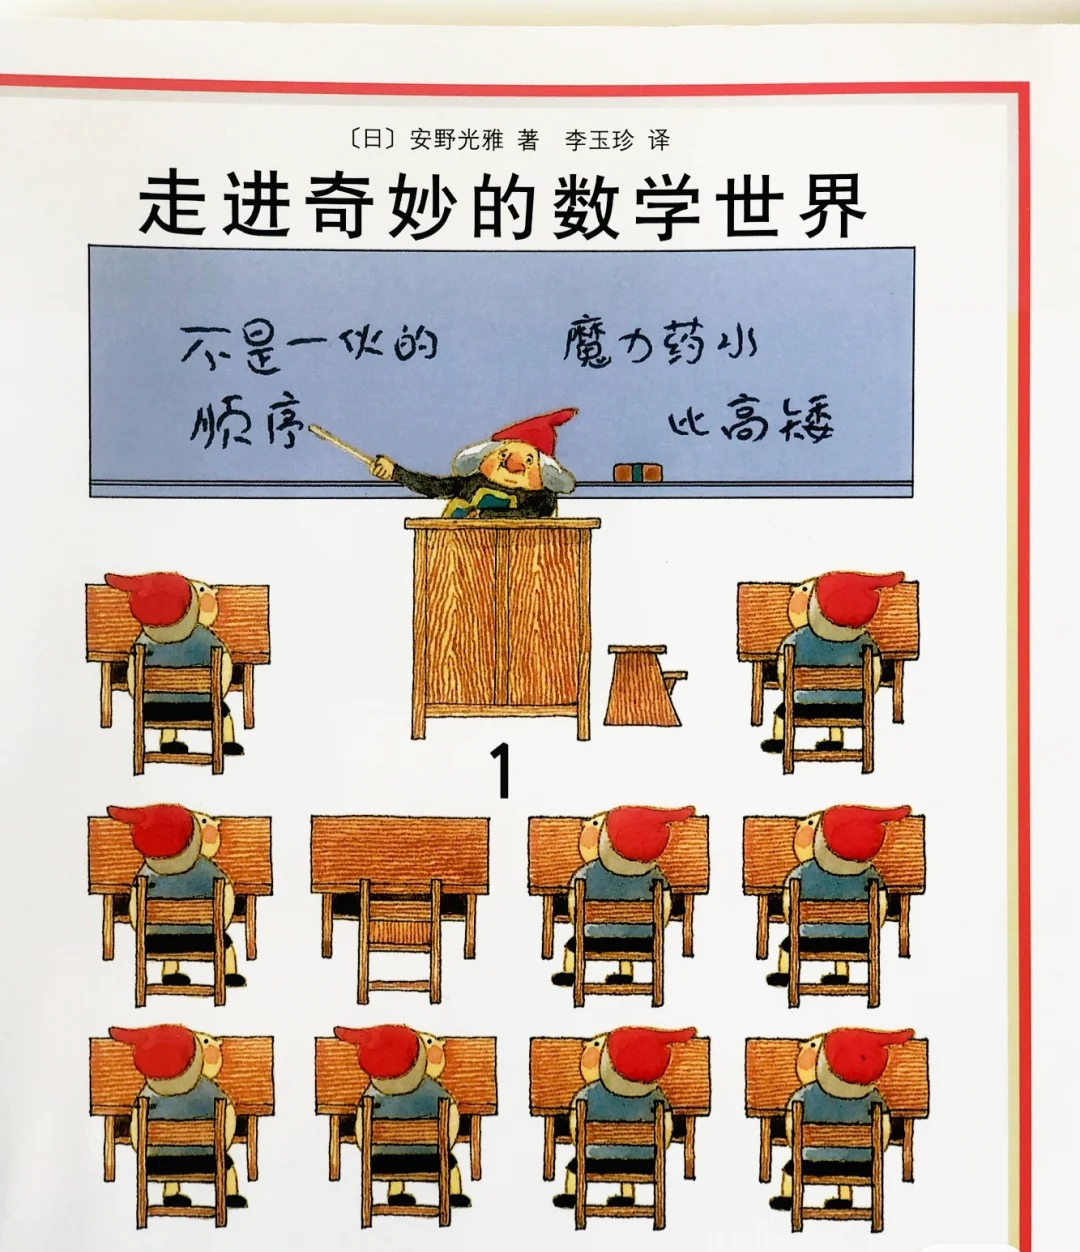 〔日〕安野光雅 著 李玉珍 译
走进奇妙的数学世界
不是一伙的 魔力药水
顺序 比高矮
1